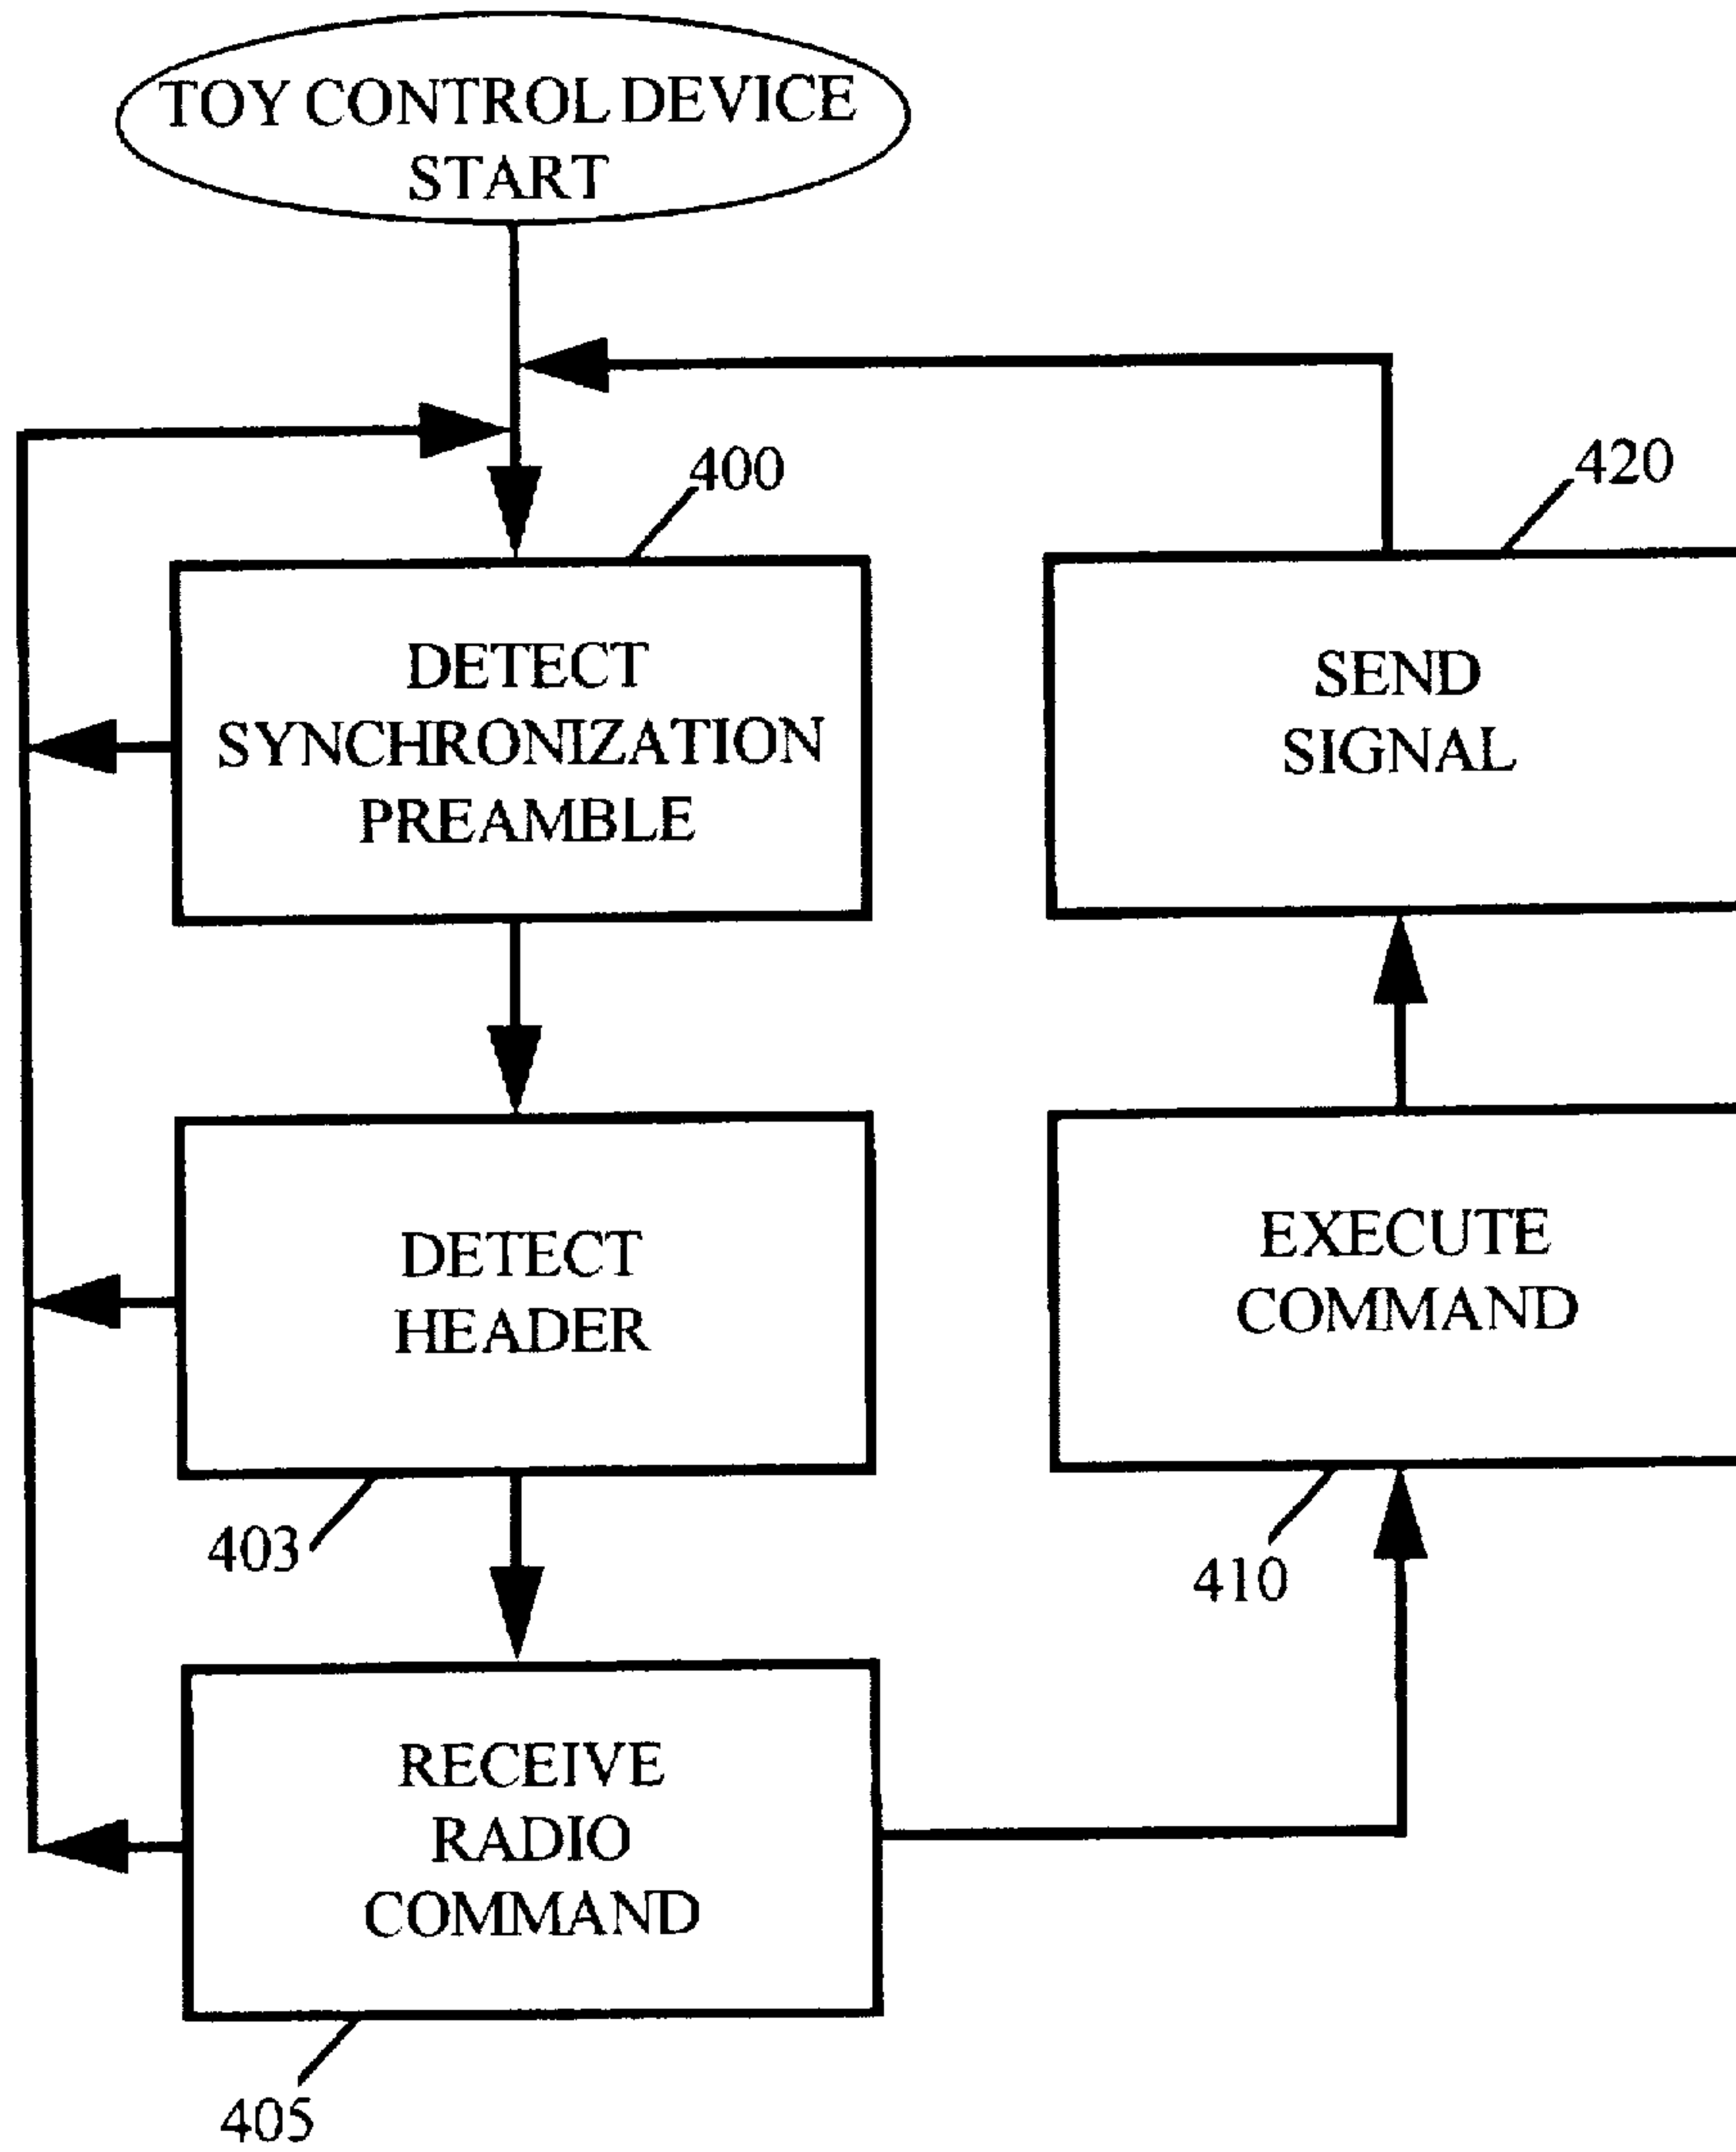 TOY CONTROL DEVICE
START
400
420
DETECT
SYNCHRONIZATION
PREAMBLE
SEND
SIGNAL
DETECT
HEADER
EXECUTE
COMMAND
403
410
RECEIVE
RADIO
COMMAND
405